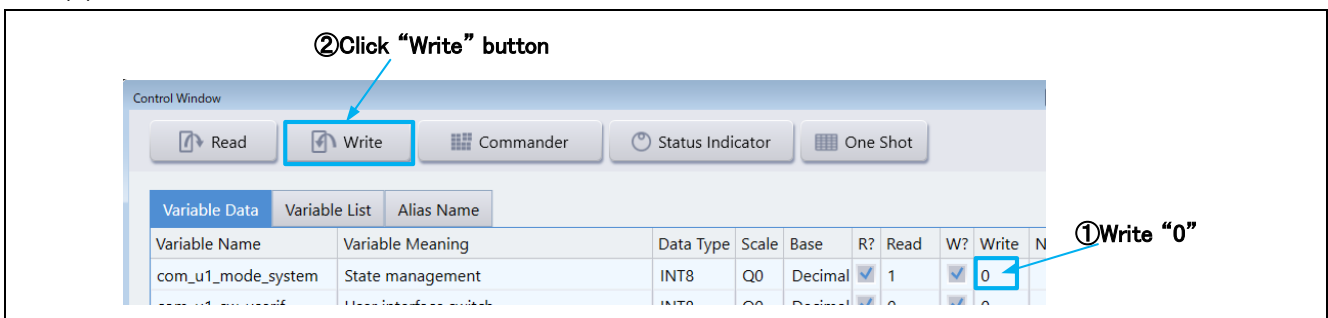 ②Click “Write” button
Control Window
Read Write Commander Status Indicator One Shot
Variable Data Variable List Alias Name
①Write “0”
Variable Name Variable Meaning Data Type Scale Base R? Read W? Write N
com_u1_mode_system State management INT8 Q0 Decimal 1 0